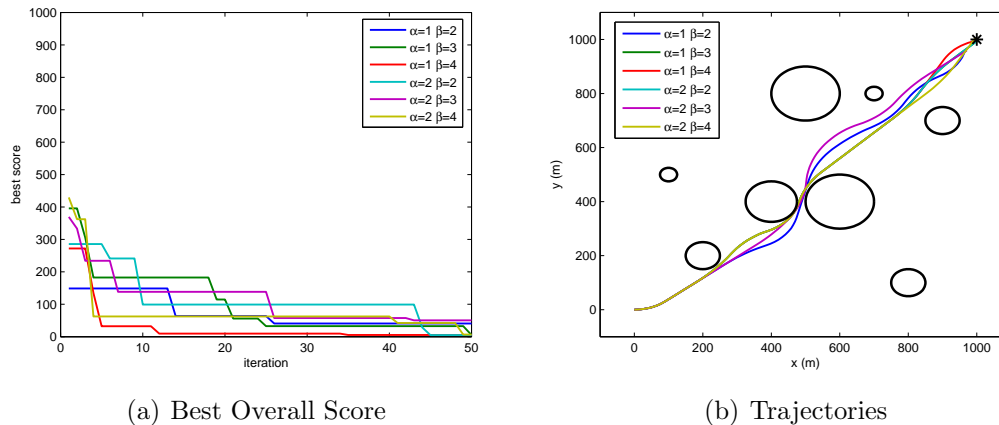 1000
900
800
700
600
500
400
300
200
100
0
0
10
20
30
40
50
best score
iteration
α=1 β=2
α=1 β=3
α=1 β=4
α=2 β=2
α=2 β=3
α=2 β=4
(a) Best Overall Score
1000
800
600
400
200
0
0
200
400
600
800
1000
y (m)
x (m)
α=1 β=2
α=1 β=3
α=1 β=4
α=2 β=2
α=2 β=3
α=2 β=4
(b) Trajectories